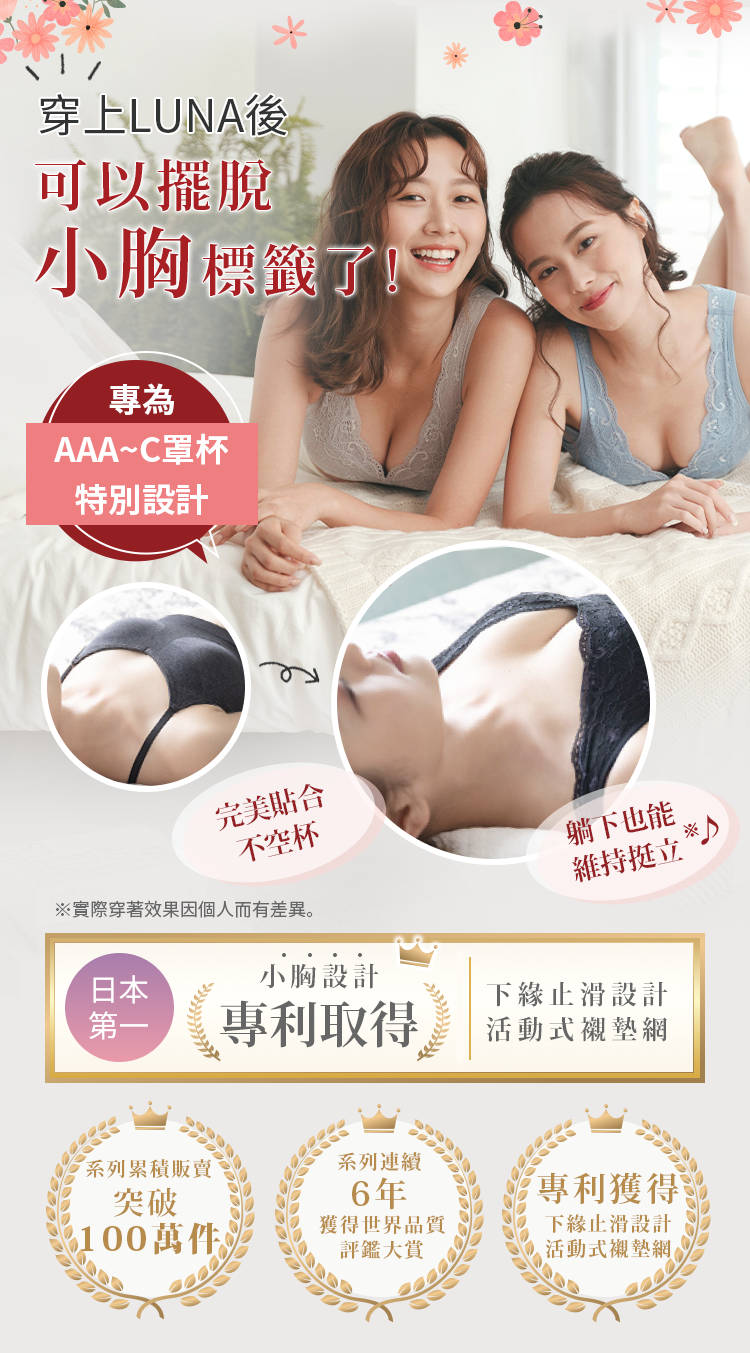 穿上LUNA後
可以擺脫
小胸標籤了!
專為
AAA~C罩杯
特別設計
完美貼合
不空杯
躺下也能
維持挺立※♪
※實際穿著效果因個人而有差異。
日本
第一
小胸設計
專利取得
下緣止滑設計
活動式襯墊網
系列累積販賣
突破
100萬件
系列連續
6年
獲得世界品質
評鑑大賞
專利獲得
下緣止滑設計
活動式襯墊網